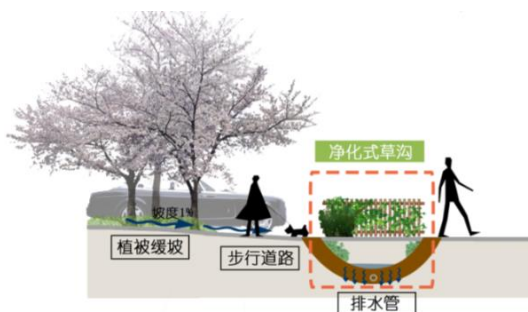 净化式草沟
坡度1%
植被缓坡
步行道路
排水管